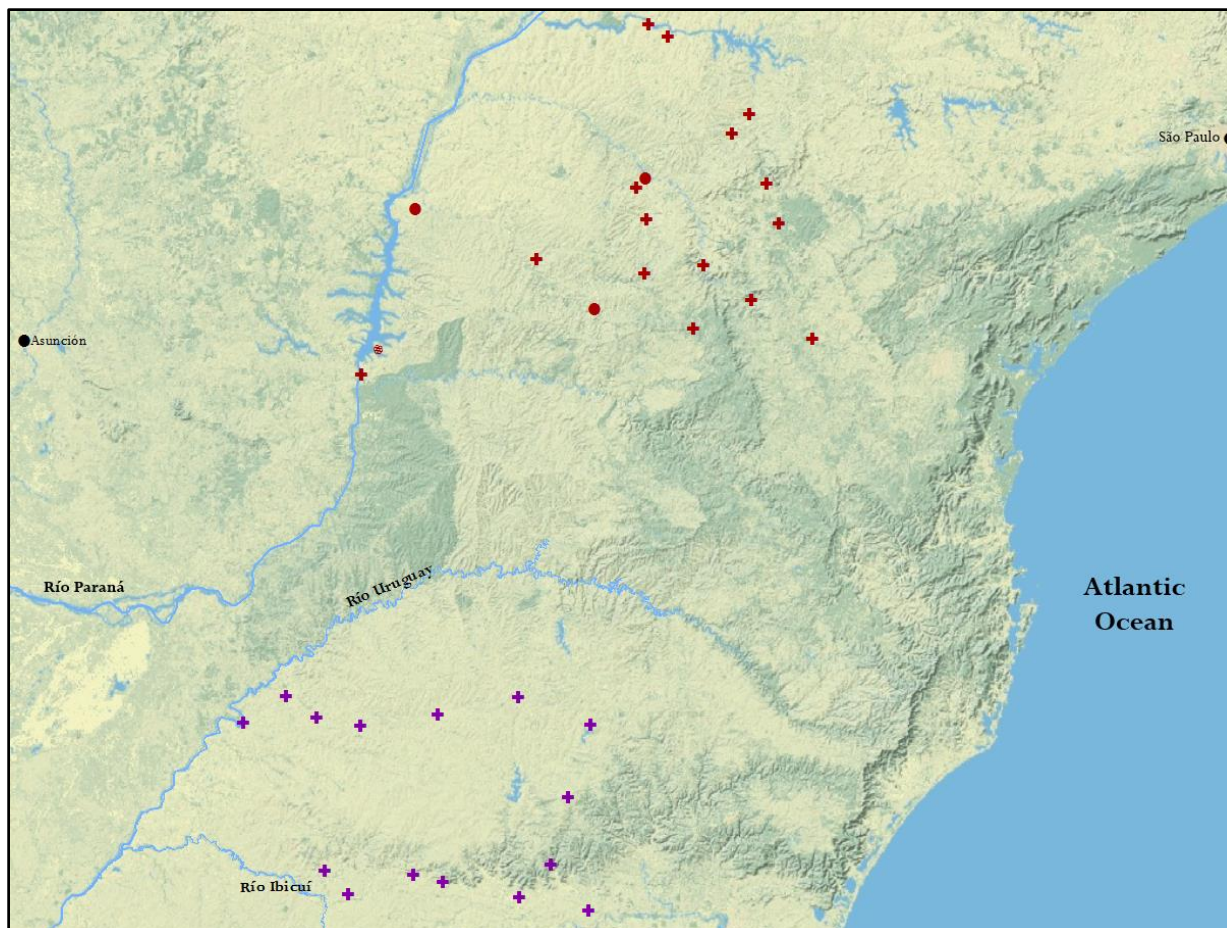 São Paulo
Asunción
Río Paraná
Río Uruguay
Atlantic
Ocean
Río Ibicuí